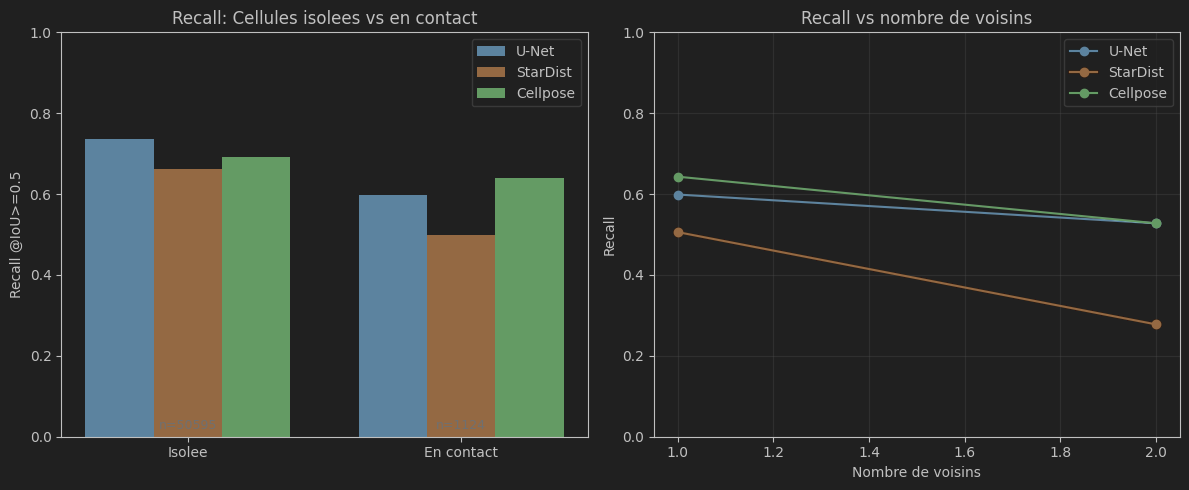 Recall: Cellules isolees vs en contact
Recall @IoU>=0.5
1.0
0.8
0.6
0.4
0.2
0.0
U-Net
StarDist
Cellpose
Isolee
En contact
Recall vs nombre de voisins
Recall
1.0
0.8
0.6
0.4
0.2
0.0
U-Net
StarDist
Cellpose
1.0
1.2
1.4
1.6
1.8
2.0
Nombre de voisins